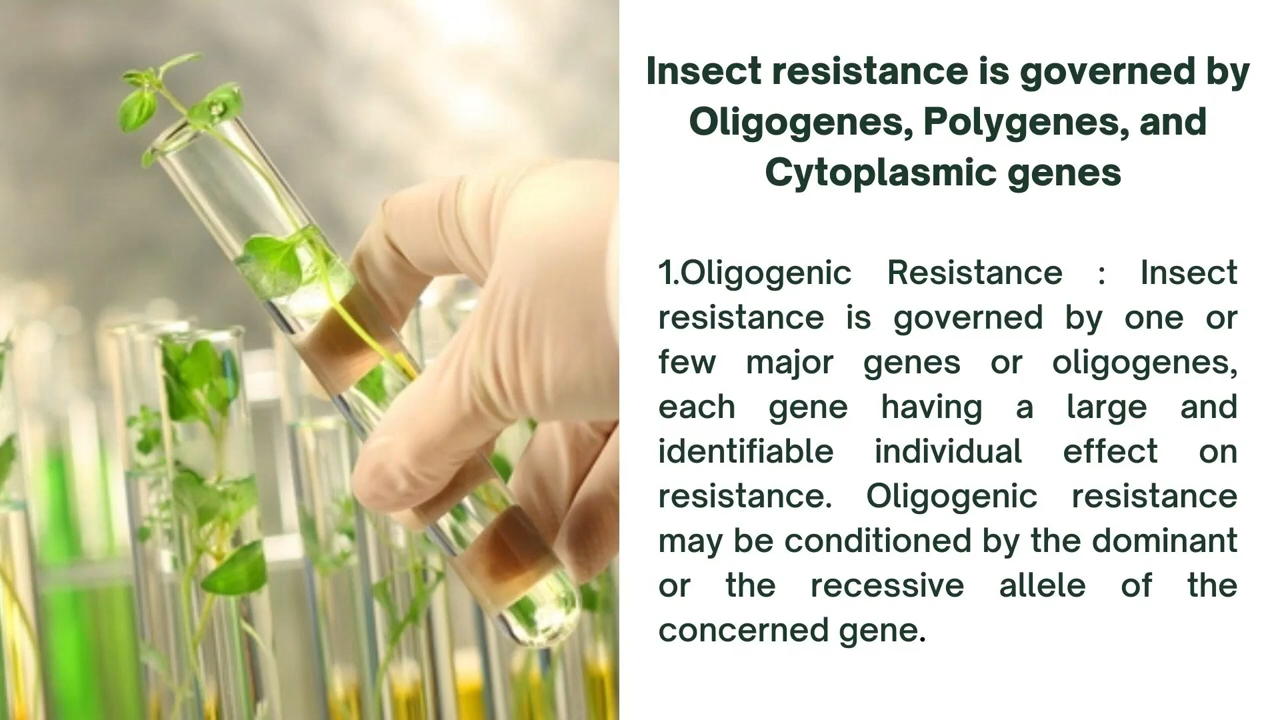 Insect resistance is governed by
Oligogenes, Polygenes, and
Cytoplasmic genes
1.Oligogenic Resistance : Insect
resistance is governed by one or
few major genes or oligogenes,
each gene having a large and
identifiable individual effect on
resistance. Oligogenic resistance
may be conditioned by the dominant
or the recessive allele of the
concerned gene.